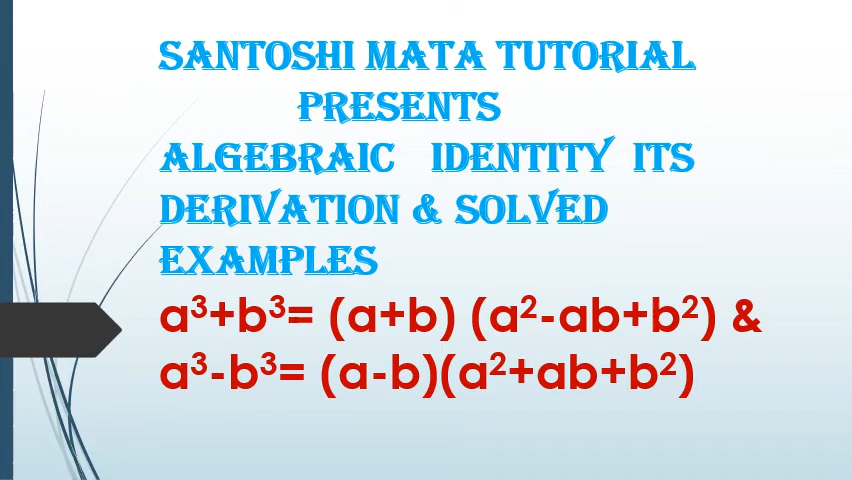 SANTOSHI MATA TUTORIAL
PRESENTS
ALGEBRAIC IDENTITY ITS
DERIVATION & SOLVED
EXAMPLES
a³+b³= (a+b) (a²-ab+b²) &
a³-b³= (a-b)(a²+ab+b²)